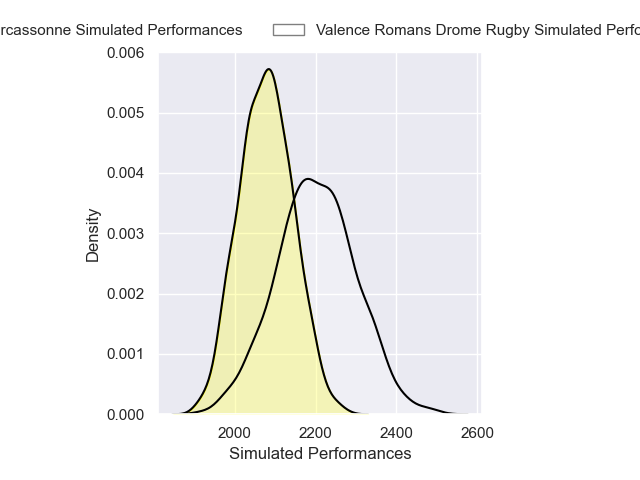 rcassonne Simulated Performances
Valence Romans Drome Rugby Simulated Perfo
0.006
0.005
0.004
0.003
0.002
0.001
0.000
Density
2000 2200 2400 2600
Simulated Performances